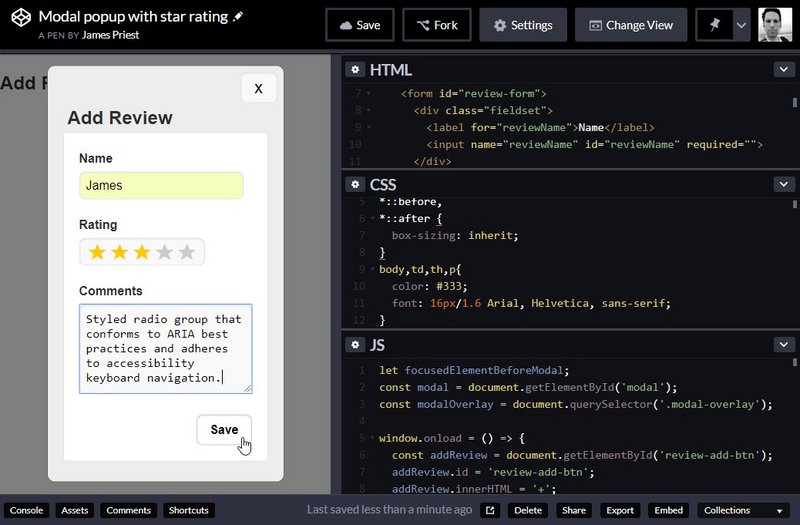 Modal popup with star rating
A PEN BY James Priest
Save
Fork
Settings
Change View
Add R
X
Add Review
Name
James
Rating
Comments
Styled radio group that
conforms to ARIA best
practices and adheres
to accessibility
keyboard navigation.
Save
HTML
7 <form id="review-form">
8 <div class="fieldset">
9 <label for="reviewName">Name</label>
10 <input name="reviewName" id="reviewName" required="">
11 </div>
CSS
5 *::before,
6 *::after {
7 box-sizing: inherit;
8 }
9 body,td,th,p{
10 color: #333;
11 font: 16px/1.6 Arial, Helvetica, sans-serif;
12 }
JS
1 let focusedElementBeforeModal;
2 const modal = document.getElementById('modal');
3 const modalOverlay = document.querySelector('.modal-overlay');
4
5 window.onload = () => {
6 const addReview = document.getElementById('review-add-btn');
7 addReview.id = 'review-add-btn';
8 addReview.innerHTML = '+';
Console
Assets
Comments
Shortcuts
Last saved less than a minute ago
Delete
Share
Export
Embed
Collections